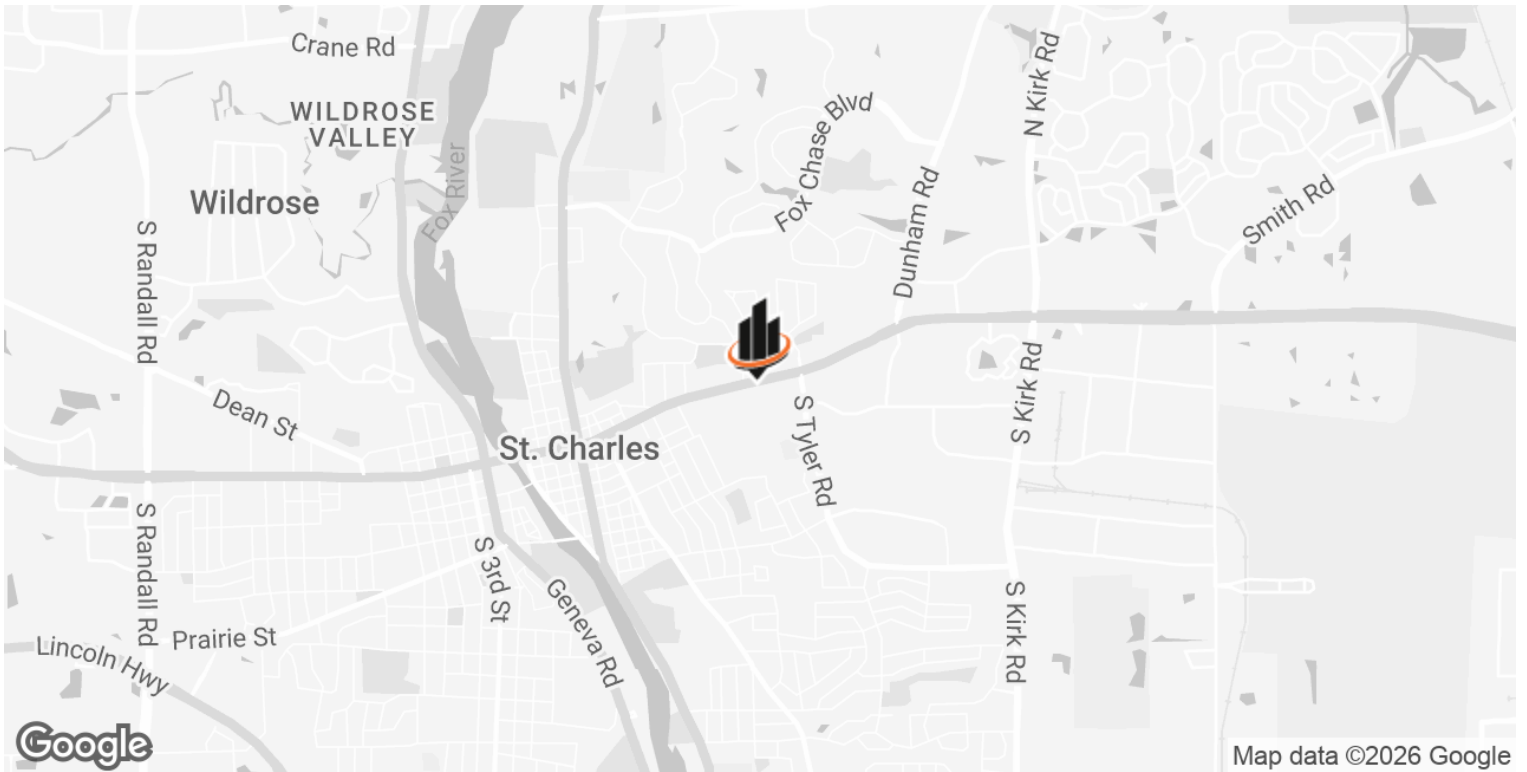 Crane Rd
N Kirk Rd
WILDROSE
VALLEY
Fox Chase Blvd
Fox River
Wildrose
Dunham Rd
Smith Rd
S Randall Rd
S Kirk Rd
Dean St
S Tyler Rd
St. Charles
S Randall Rd
S 3rd St
Geneva Rd
S Kirk Rd
Prairie St
Lincoln Hwy
Google
Map data ©2026 Google